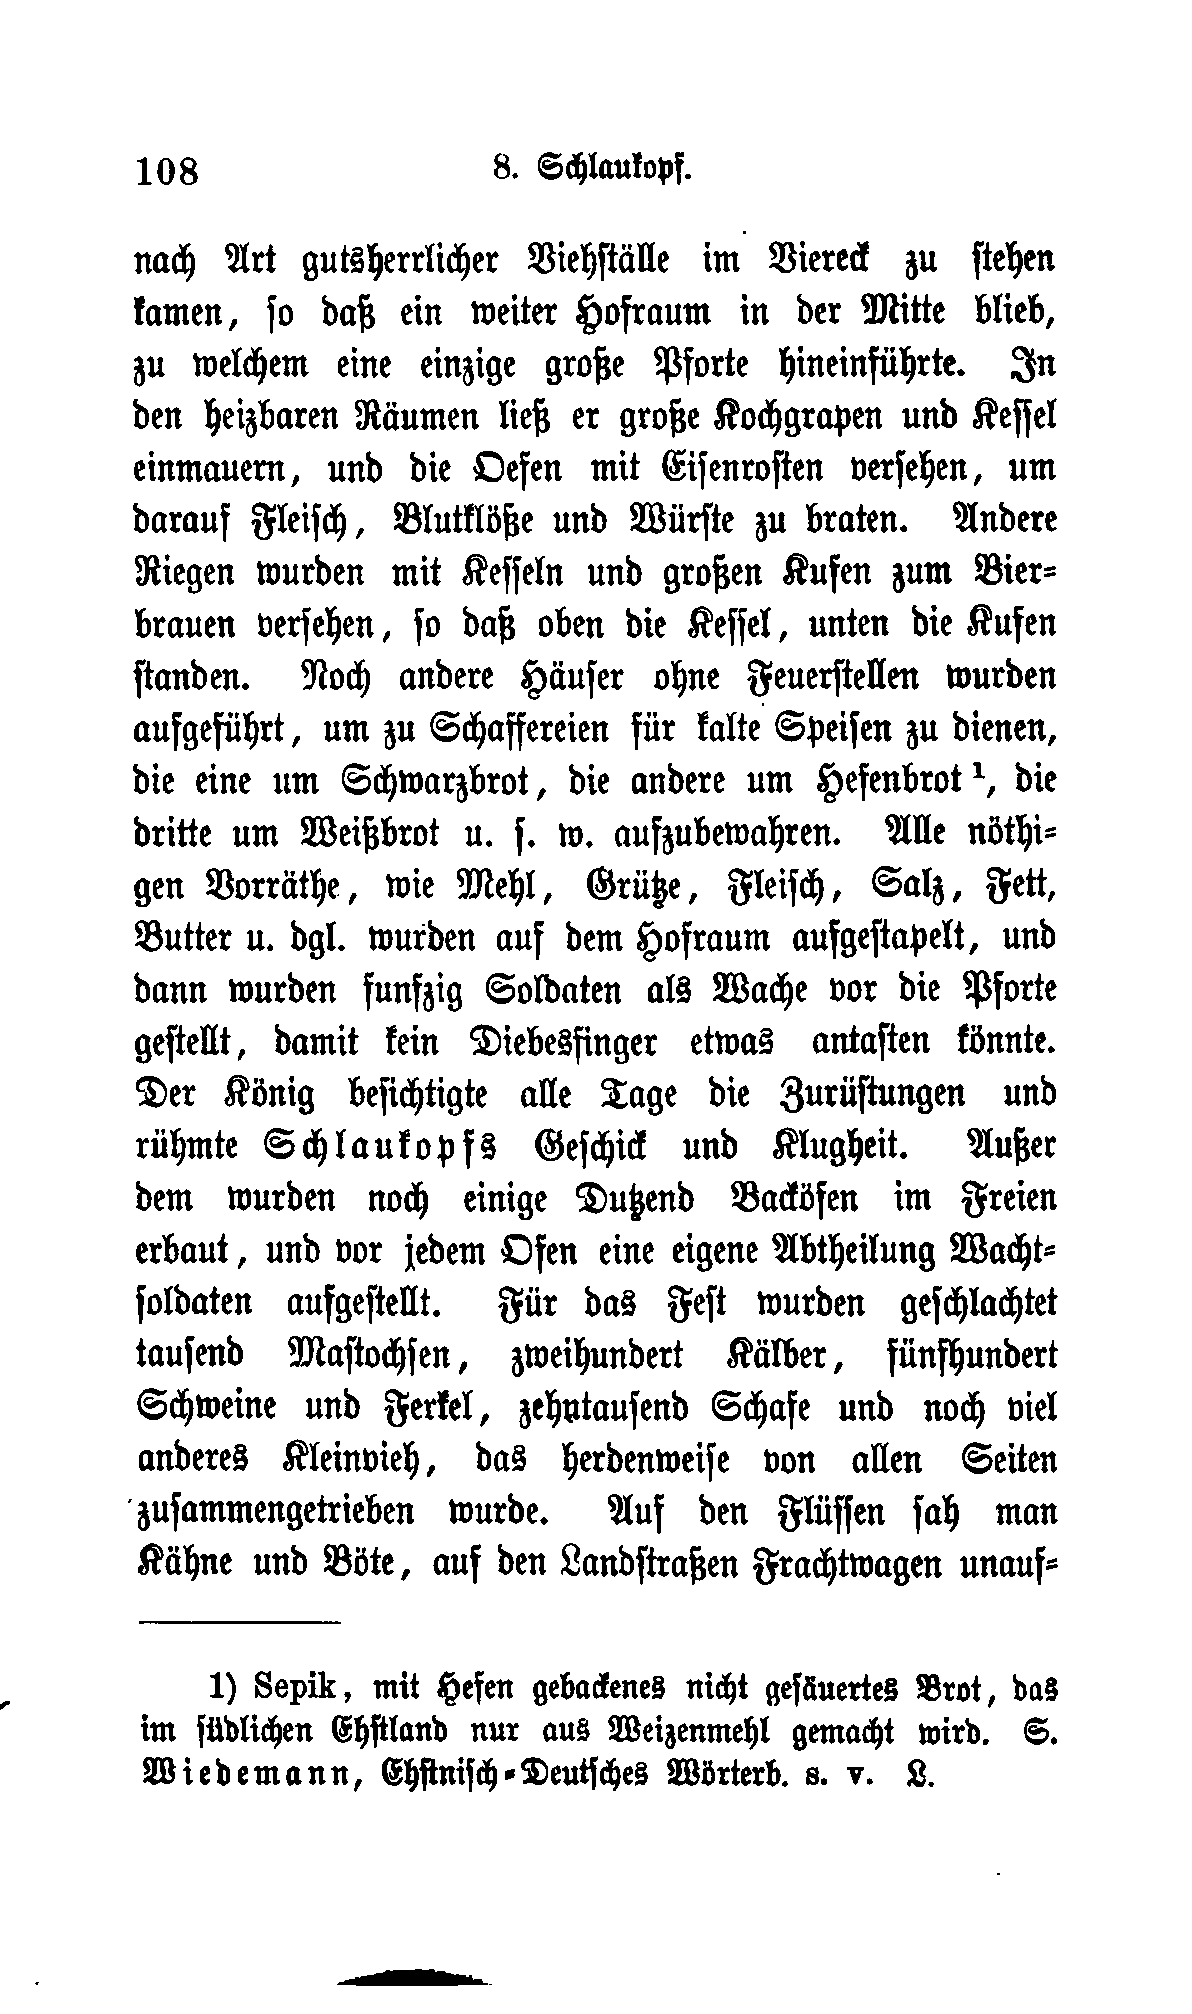 108 8. Schlaukopf.
nach Art gutsherrlicher Viehställe im Viereck zu stehen
kamen, so daß ein weiter Hofraum in der Mitte blieb,
zu welchem eine einzige große Pforte hineinführte. In
den heizbaren Räumen ließ er große Kochgrapen und Kessel
einmauern, und die Oefen mit Eisenrosten versehen, um
darauf Fleisch, Blutklöße und Würste zu braten. Andere
Riegen wurden mit Kesseln und großen Kufen zum Bier-
brauen versehen, so daß oben die Kessel, unten die Kufen
standen. Noch andere Häuser ohne Feuerstellen wurden
aufgeführt, um zu Schaffereien für kalte Speisen zu dienen,
die eine um Schwarzbrot, die andere um Hefenbrot¹, die
dritte um Weißbrot u. s. w. aufzubewahren. Alle nöthi-
gen Vorräthe, wie Mehl, Grütze, Fleisch, Salz, Fett,
Butter u. dgl. wurden auf dem Hofraum aufgestapelt, und
dann wurden funfzig Soldaten als Wache vor die Pforte
gestellt, damit kein Diebesfinger etwas antasten könnte.
Der König besichtigte alle Tage die Zurüstungen und
rühmte Schlaukopfs Geschick und Klugheit. Außer
dem wurden noch einige Dutzend Backöfen im Freien
erbaut, und vor jedem Ofen eine eigene Abtheilung Wacht-
soldaten aufgestellt. Für das Fest wurden geschlachtet
tausend Mastochsen, zweihundert Kälber, fünfhundert
Schweine und Ferkel, zehntausend Schafe und noch viel
anderes Kleinvieh, das herdenweise von allen Seiten
zusammengetrieben wurde. Auf den Flüssen sah man
Kähne und Böte, auf den Landstraßen Frachtwagen unauf-
1) Sepik, mit Hefen gebackenes nicht gesäuertes Brot, das
im südlichen Ehstland nur aus Weizenmehl gemacht wird. S.
Wiedemann, Ehstnisch-Deutsches Wörterb. s. v. L.